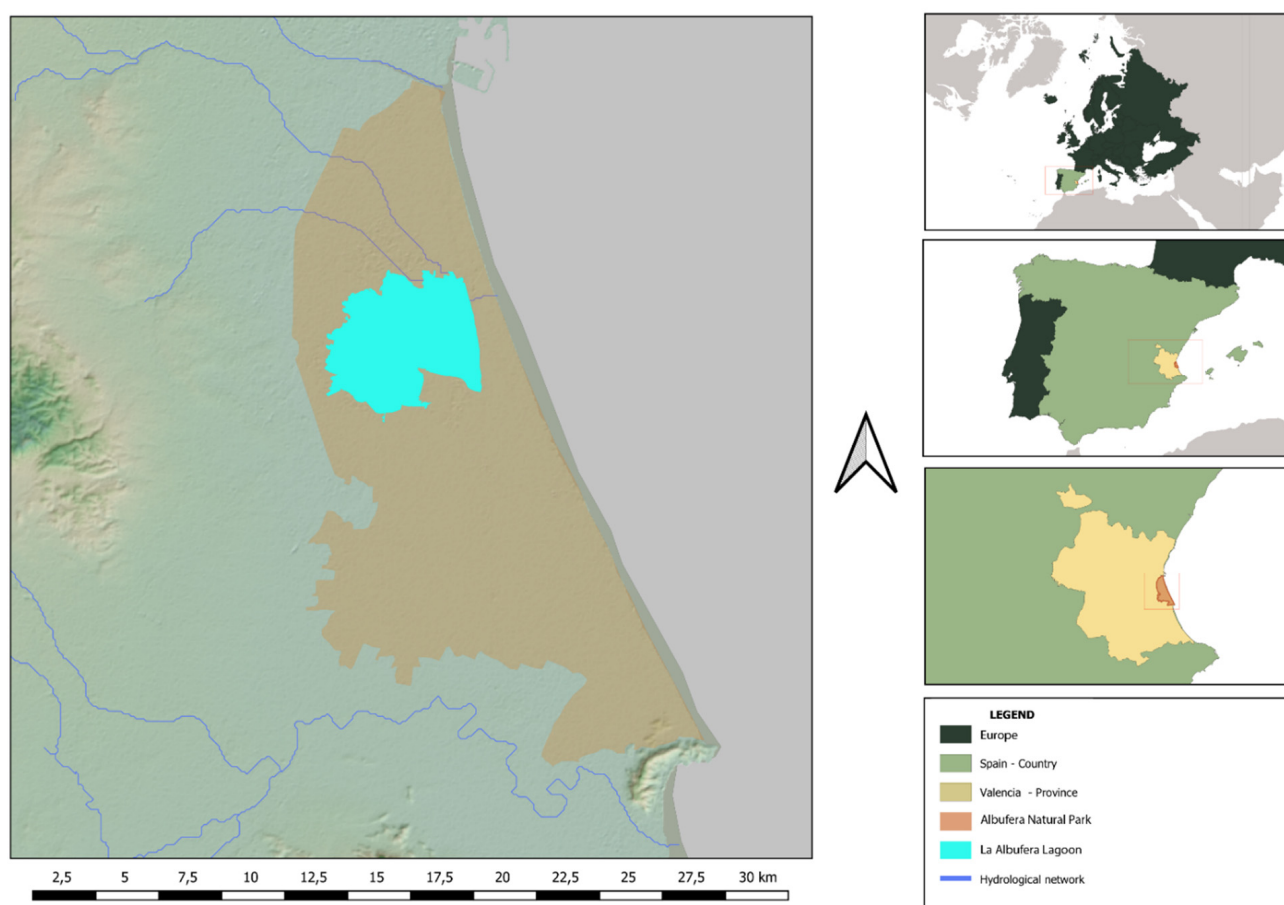 2,5 5 7,5 10 12,5 15 17,5 20 22,5 25 27,5 30 km
LEGEND
Europe
Spain - Country
Valencia - Province
Albufera Natural Park
La Albufera Lagoon
Hydrological network